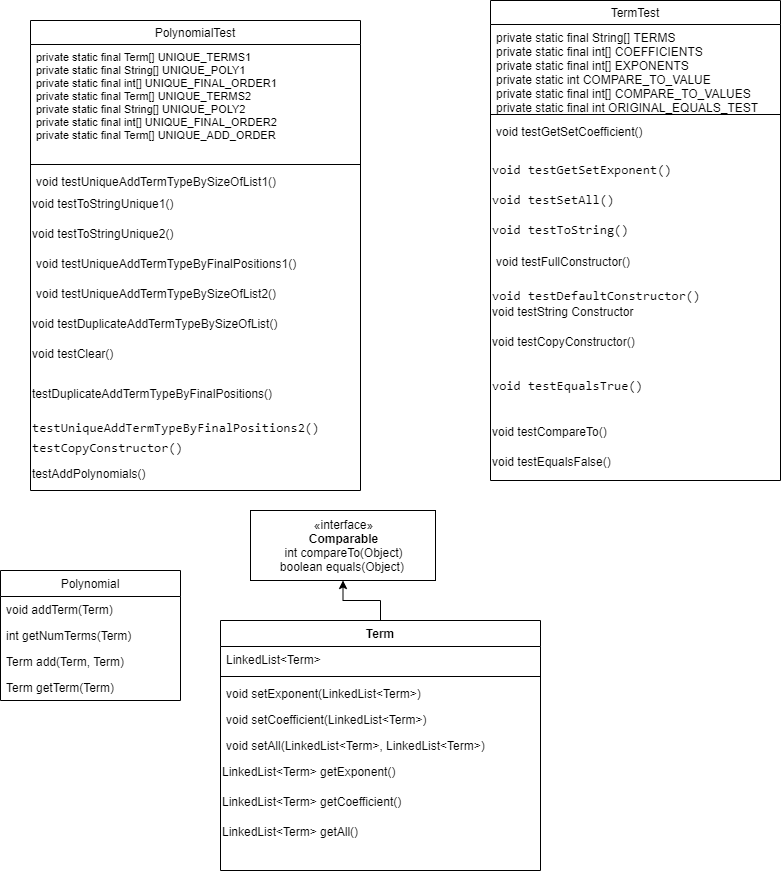 PolynomialTest
private static final Term[] UNIQUE_TERMS1
private static final String[] UNIQUE_POLY1
private static final int[] UNIQUE_FINAL_ORDER1
private static final Term[] UNIQUE_TERMS2
private static final String[] UNIQUE_POLY2
private static final int[] UNIQUE_FINAL_ORDER2
private static final Term[] UNIQUE_ADD_ORDER
void testUniqueAddTermTypeBySizeOfList1()
void testToStringUnique1()
void testToStringUnique2()
void testUniqueAddTermTypeByFinalPositions1()
void testUniqueAddTermTypeBySizeOfList2()
void testDuplicateAddTermTypeBySizeOfList()
void testClear()
testDuplicateAddTermTypeByFinalPositions()
testUniqueAddTermTypeByFinalPositions2()
testCopyConstructor()
testAddPolynomials()
TermTest
private static final String[] TERMS
private static final int[] COEFFICIENTS
private static final int[] EXPONENTS
private static int COMPARE_TO_VALUE
private static final int[] COMPARE_TO_VALUES
private static final int ORIGINAL_EQUALS_TEST
void testGetSetCoefficient()
void testGetSetExponent()
void testSetAll()
void testToString()
void testFullConstructor()
void testDefaultConstructor()
void testString Constructor
void testCopyConstructor()
void testEqualsTrue()
void testCompareTo()
void testEqualsFalse()
«interface»
Comparable
int compareTo(Object)
boolean equals(Object)
Polynomial
void addTerm(Term)
int getNumTerms(Term)
Term add(Term, Term)
Term getTerm(Term)
Term
LinkedList<Term>
void setExponent(LinkedList<Term>)
void setCoefficient(LinkedList<Term>)
void setAll(LinkedList<Term>, LinkedList<Term>)
LinkedList<Term> getExponent()
LinkedList<Term> getCoefficient()
LinkedList<Term> getAll()